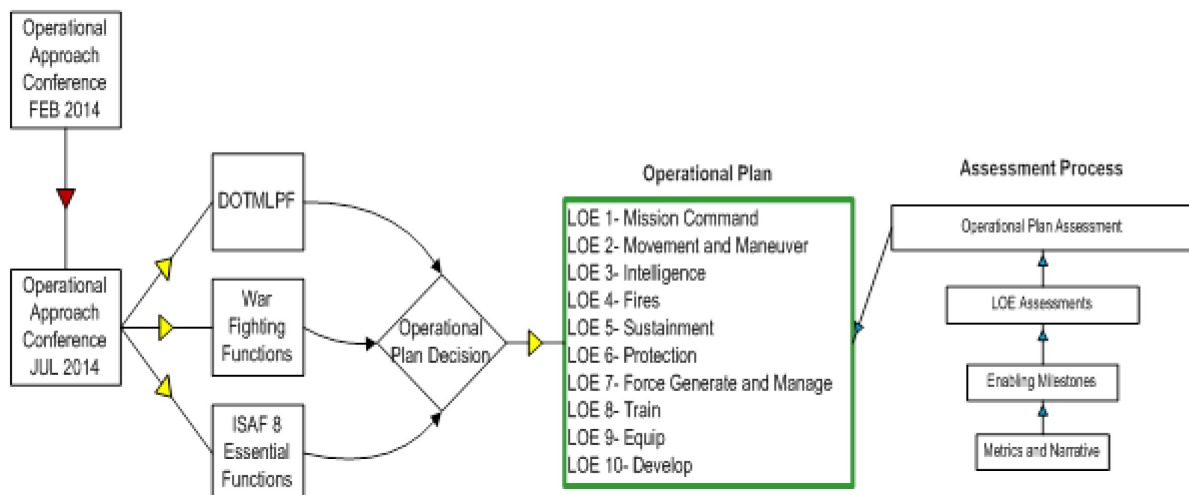 Operational
Approach
Conference
FEB 2014
Operational
Approach
Conference
JUL 2014
DOTMLPF
War
Fighting
Functions
ISAF 8
Essential
Functions
Operational
Plan Decision
Operational Plan
LOE 1- Mission Command
LOE 2- Movement and Maneuver
LOE 3- Intelligence
LOE 4- Fires
LOE 5- Sustainment
LOE 6- Protection
LOE 7- Force Generate and Manage
LOE 8- Train
LOE 9- Equip
LOE 10- Develop
Assessment Process
Operational Plan Assessment
LOE Assessments
Enabling Milestones
Metrics and Narrative